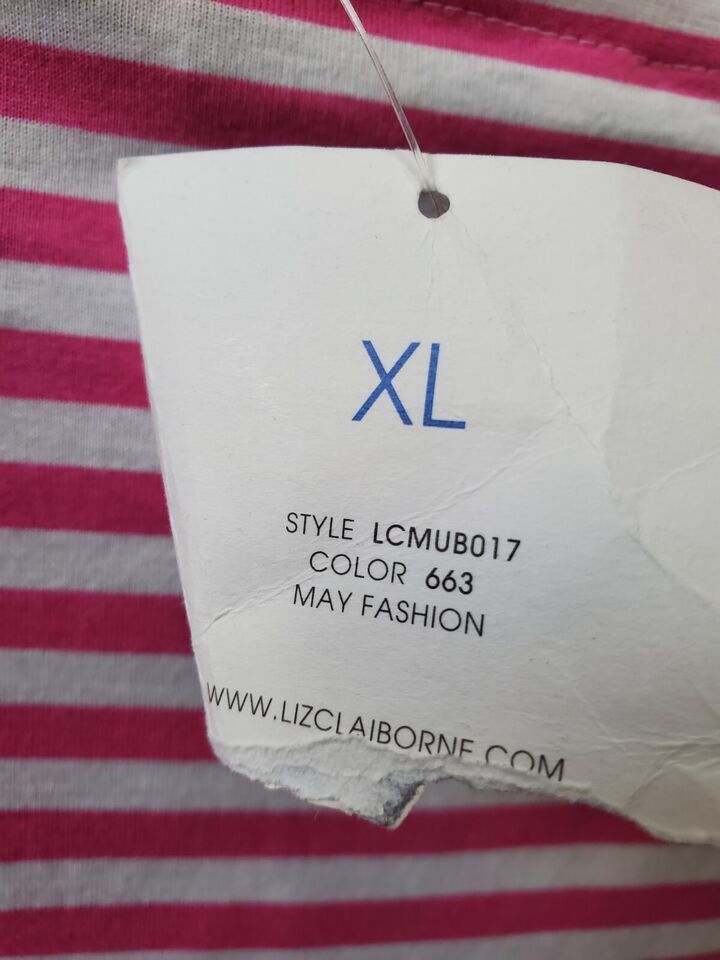 XL
STYLE LCMUB017
COLOR 663
MAY FASHION
WWW.LIZCLAIBORNE.COM